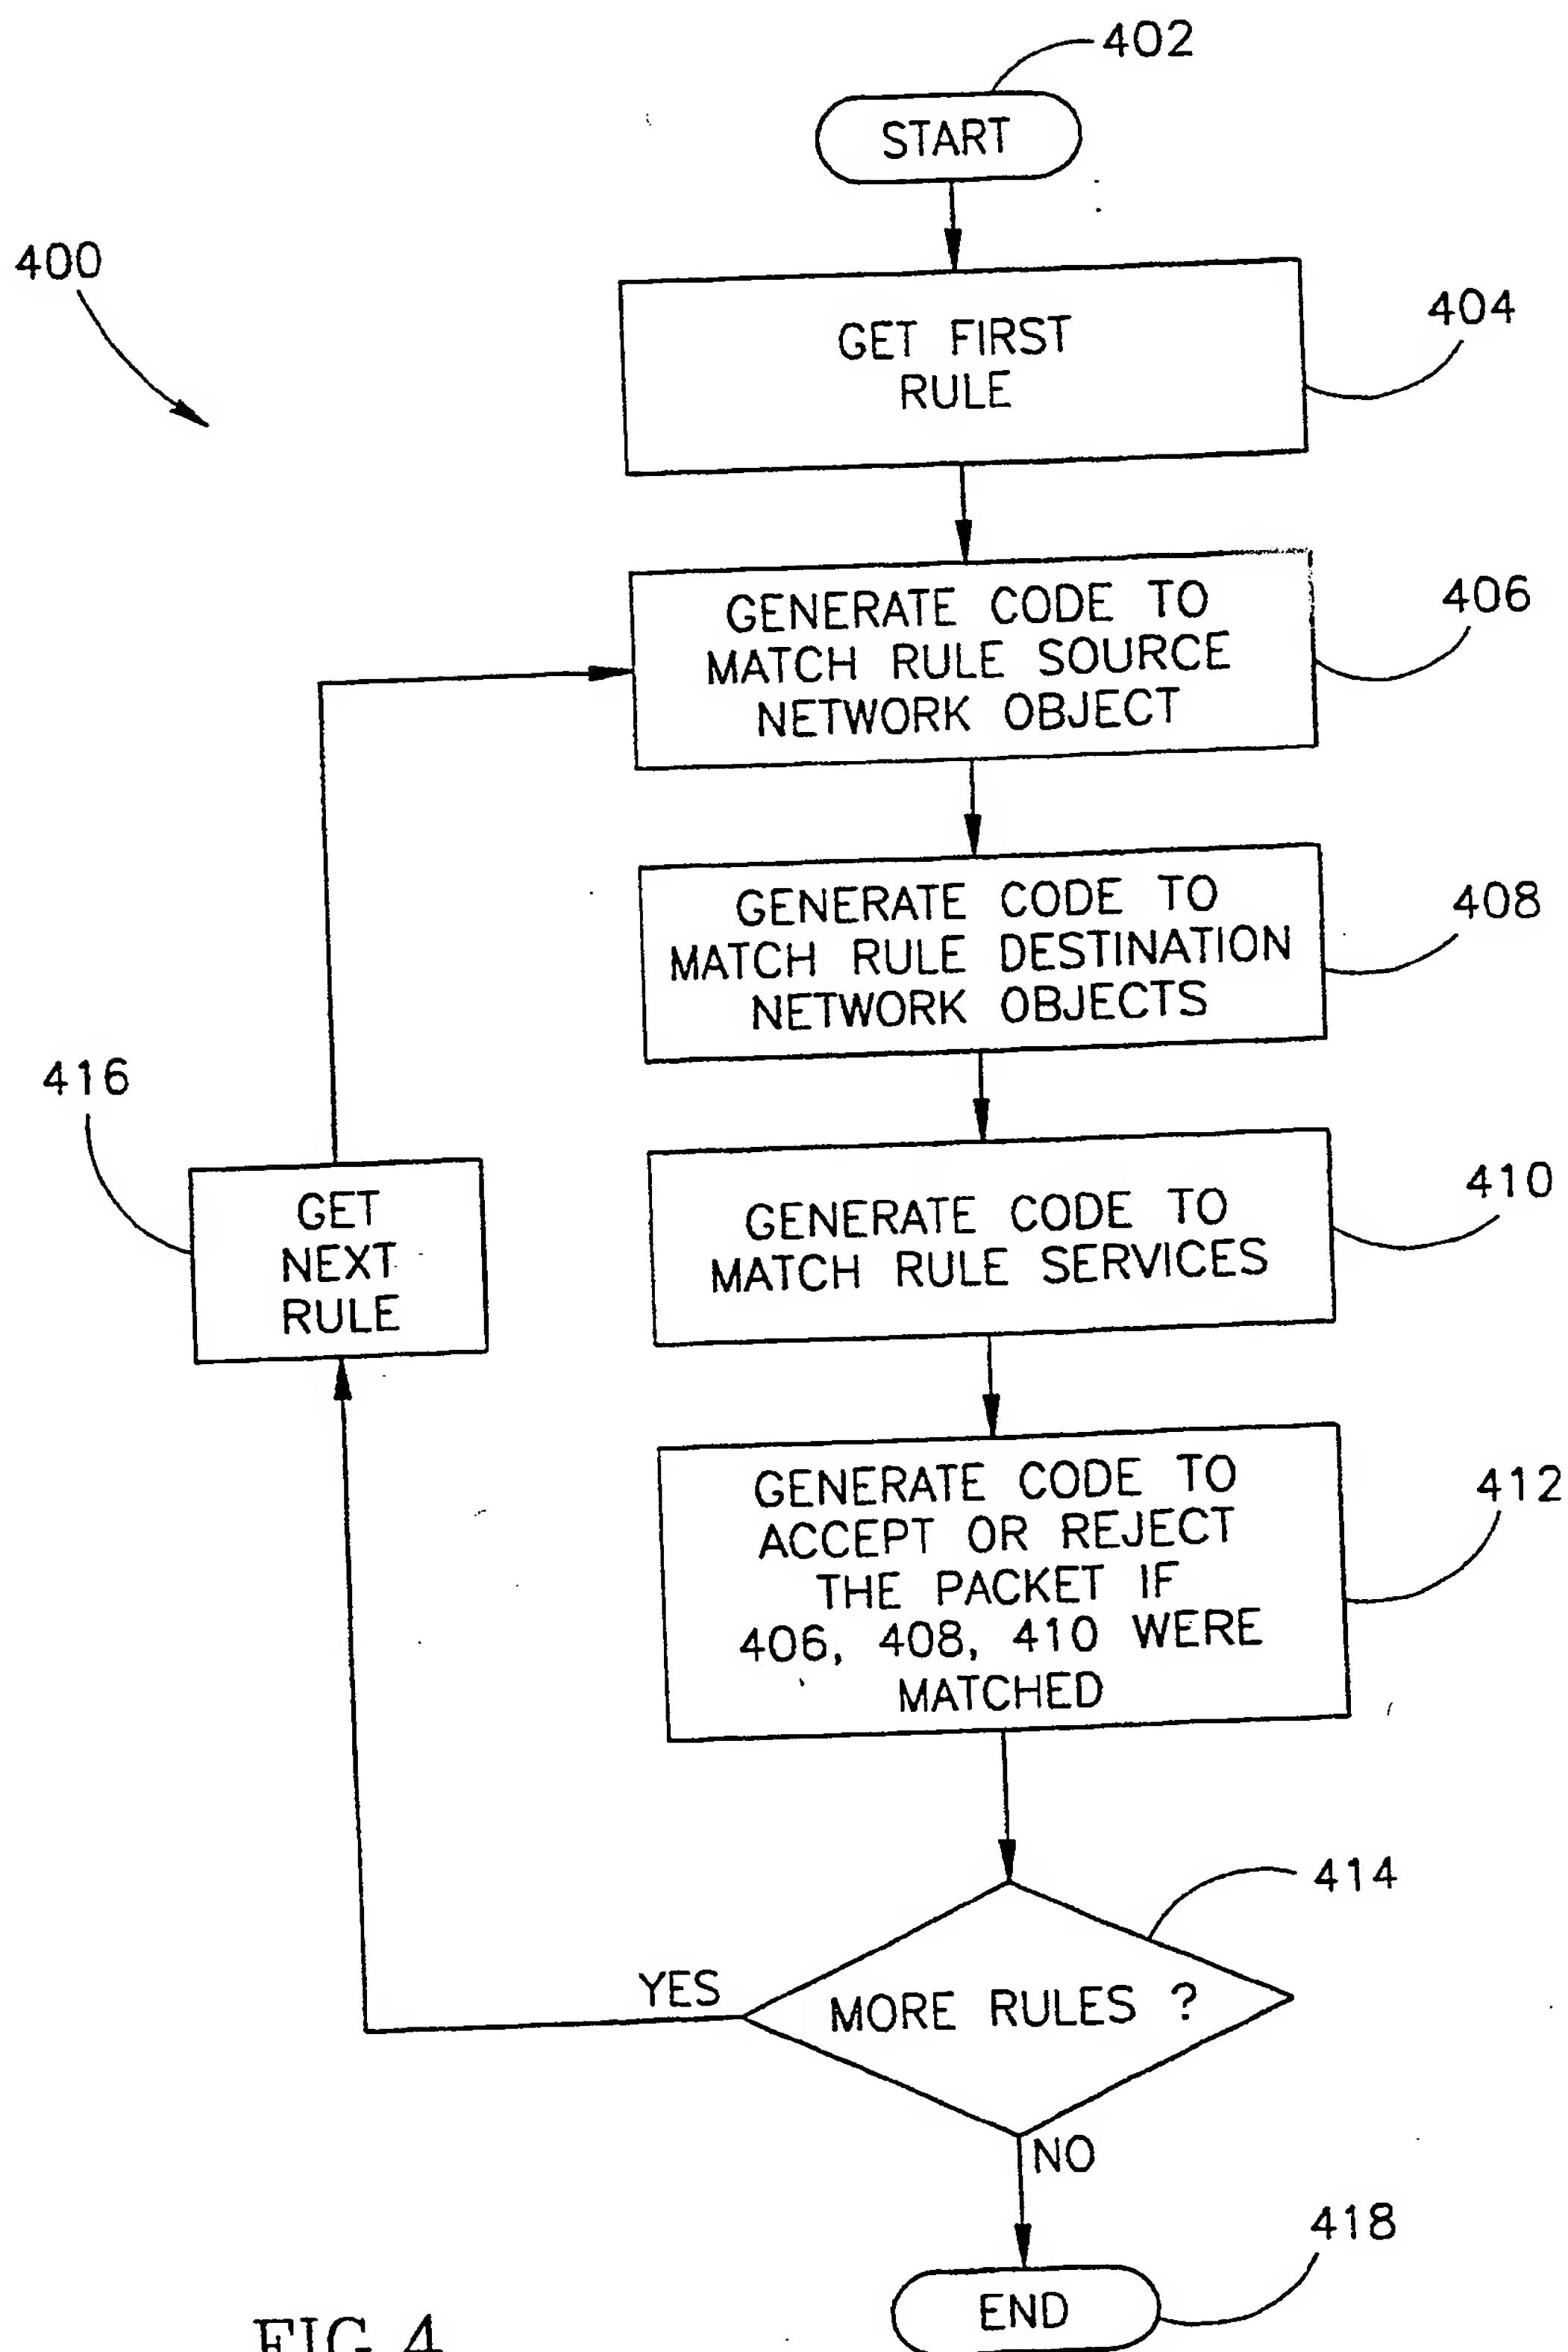 402
START
400
404
GET FIRST
RULE
406
GENERATE CODE TO
MATCH RULE SOURCE
NETWORK OBJECT
408
GENERATE CODE TO
MATCH RULE DESTINATION
NETWORK OBJECTS
416
GET
NEXT
RULE
410
GENERATE CODE TO
MATCH RULE SERVICES
412
GENERATE CODE TO
ACCEPT OR REJECT
THE PACKET IF
406, 408, 410 WERE
MATCHED
414
YES
MORE RULES ?
NO
418
END
FIG. 4